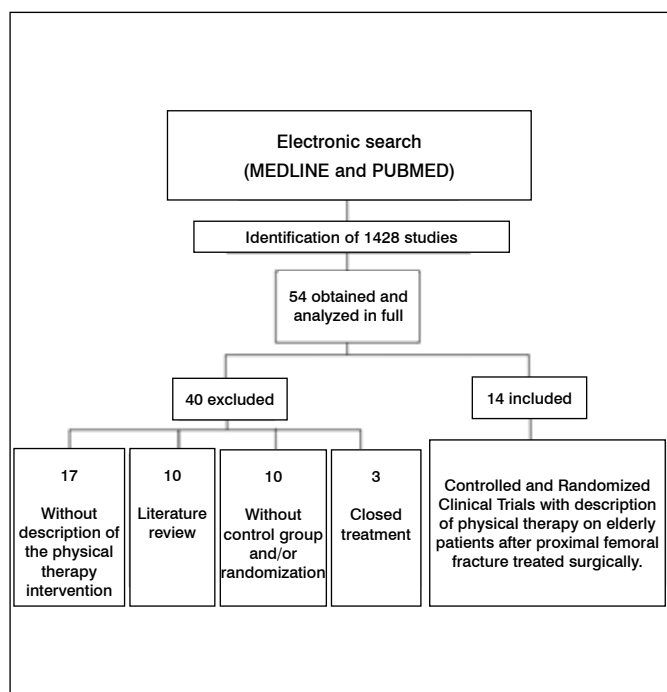 Electronic search
(MEDLINE and PUBMED)
Identification of 1428 studies
54 obtained and
analyzed in full
40 excluded
14 included
17
Without
description of
the physical
therapy
intervention
10
Literature
review
10
Without
control group
and/or
randomization
3
Closed
treatment
Controlled and Randomized
Clinical Trials with description
of physical therapy on elderly
patients after proximal femoral
fracture treated surgically.